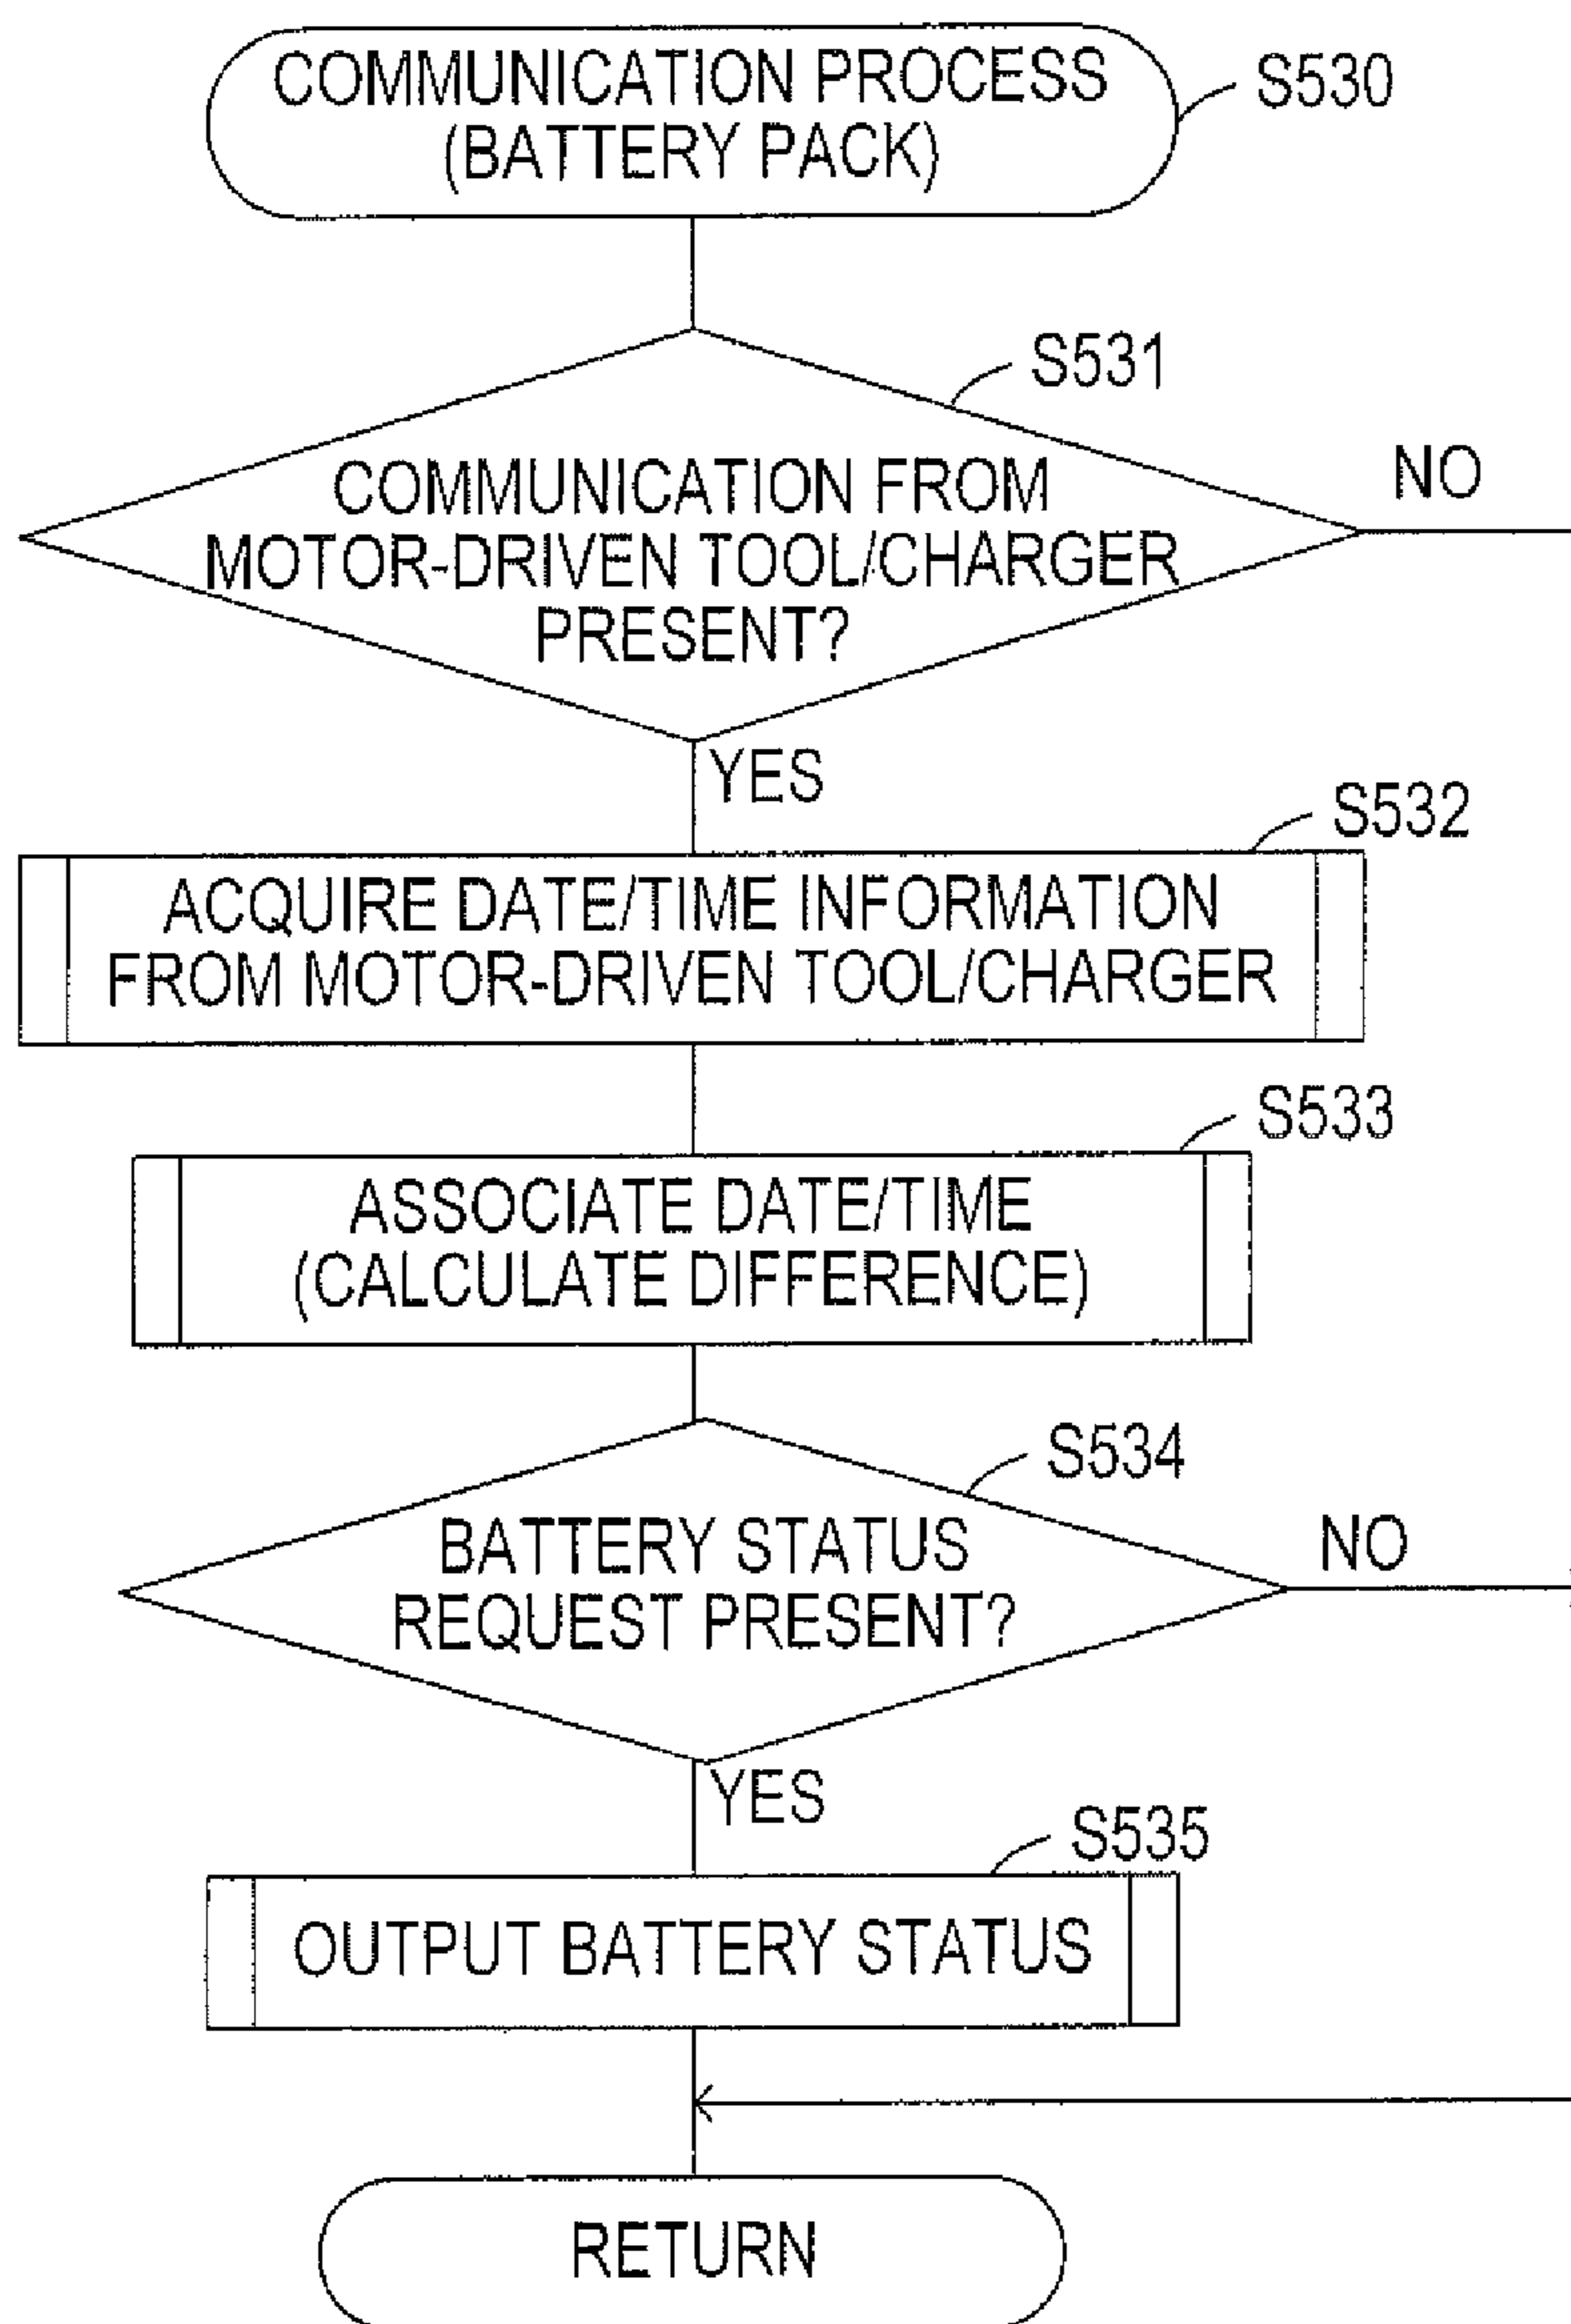 COMMUNICATION PROCESS
(BATTERY PACK)
S530
S531
COMMUNICATION FROM
MOTOR-DRIVEN TOOL/CHARGER
PRESENT?
NO
YES
S532
ACQUIRE DATE/TIME INFORMATION
FROM MOTOR-DRIVEN TOOL/CHARGER
S533
ASSOCIATE DATE/TIME
(CALCULATE DIFFERENCE)
S534
BATTERY STATUS
REQUEST PRESENT?
NO
YES
S535
OUTPUT BATTERY STATUS
RETURN